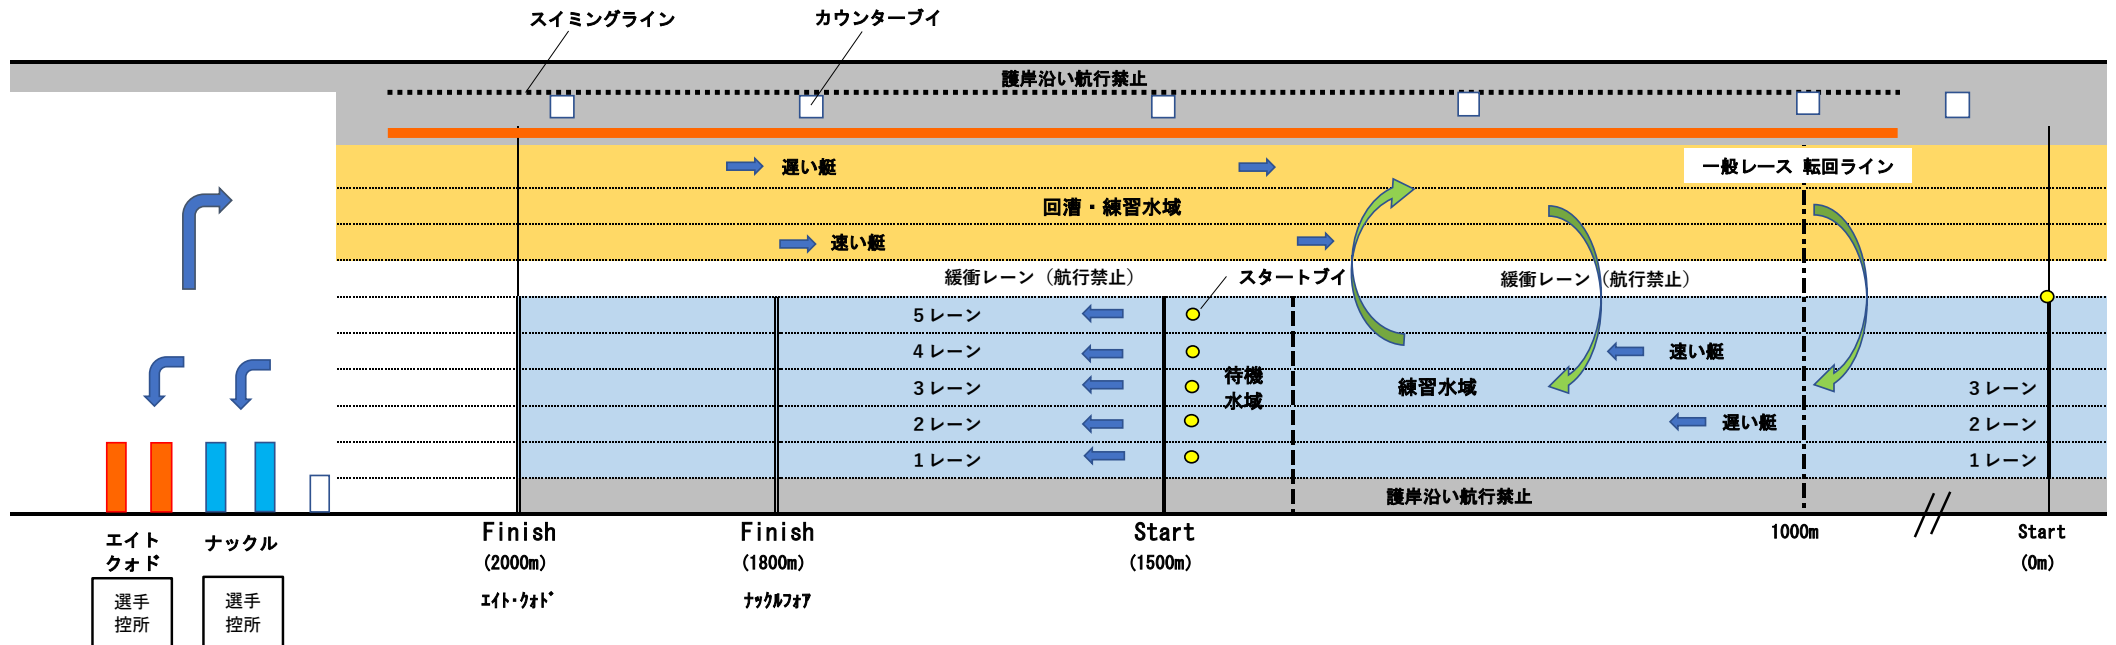 スイミングライン
カウンターブイ
護岸沿い航行禁止
遅い艇
一般レース 転回ライン
回漕・練習水域
速い艇
緩衝レーン（航行禁止）
スタートブイ
緩衝レーン（航行禁止）
5レーン
4レーン
速い艇
待機
水域
3レーン
練習水域
3レーン
2レーン
遅い艇
2レーン
1レーン
1レーン
護岸沿い航行禁止
エイト
クォド
ナックル
Finish
(2000m)
エイト・クォド
Finish
(1800m)
ナックルフォア
Start
(1500m)
1000m
Start
(0m)
選手
控所
選手
控所